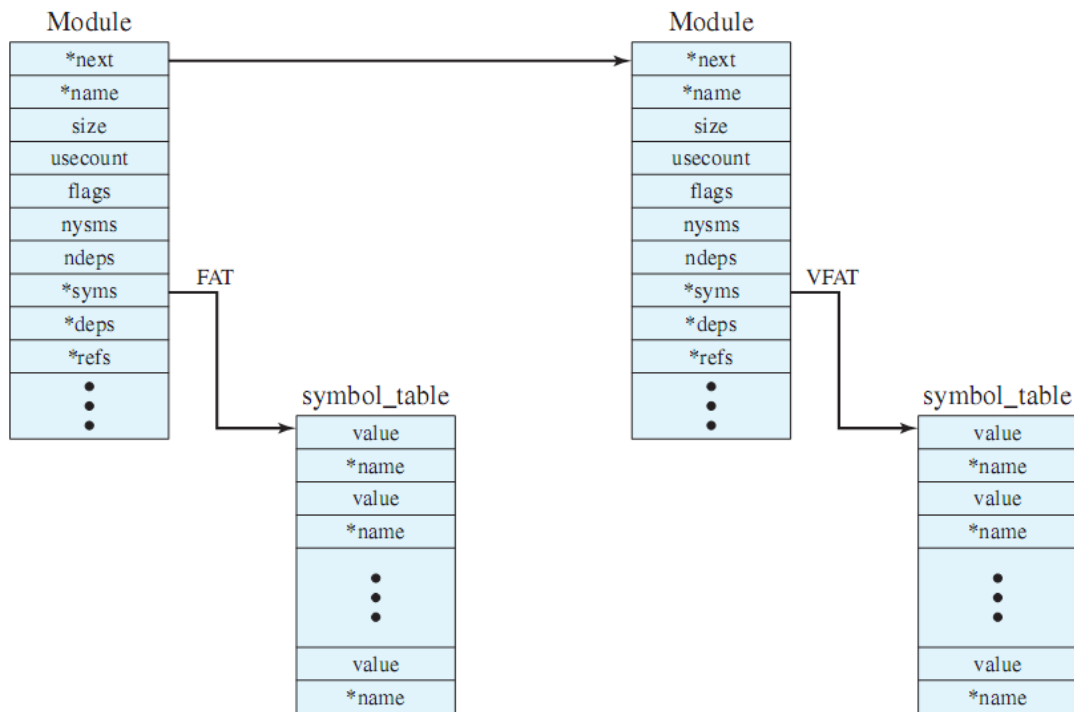 Module
*next
*name
size
usecount
flags
nysms
ndeps
*syms
*deps
*refs
FAT
symbol_table
value
*name
value
*name
value
*name
Module
*next
*name
size
usecount
flags
nysms
ndeps
*syms
*deps
*refs
VFAT
symbol_table
value
*name
value
*name
value
*name